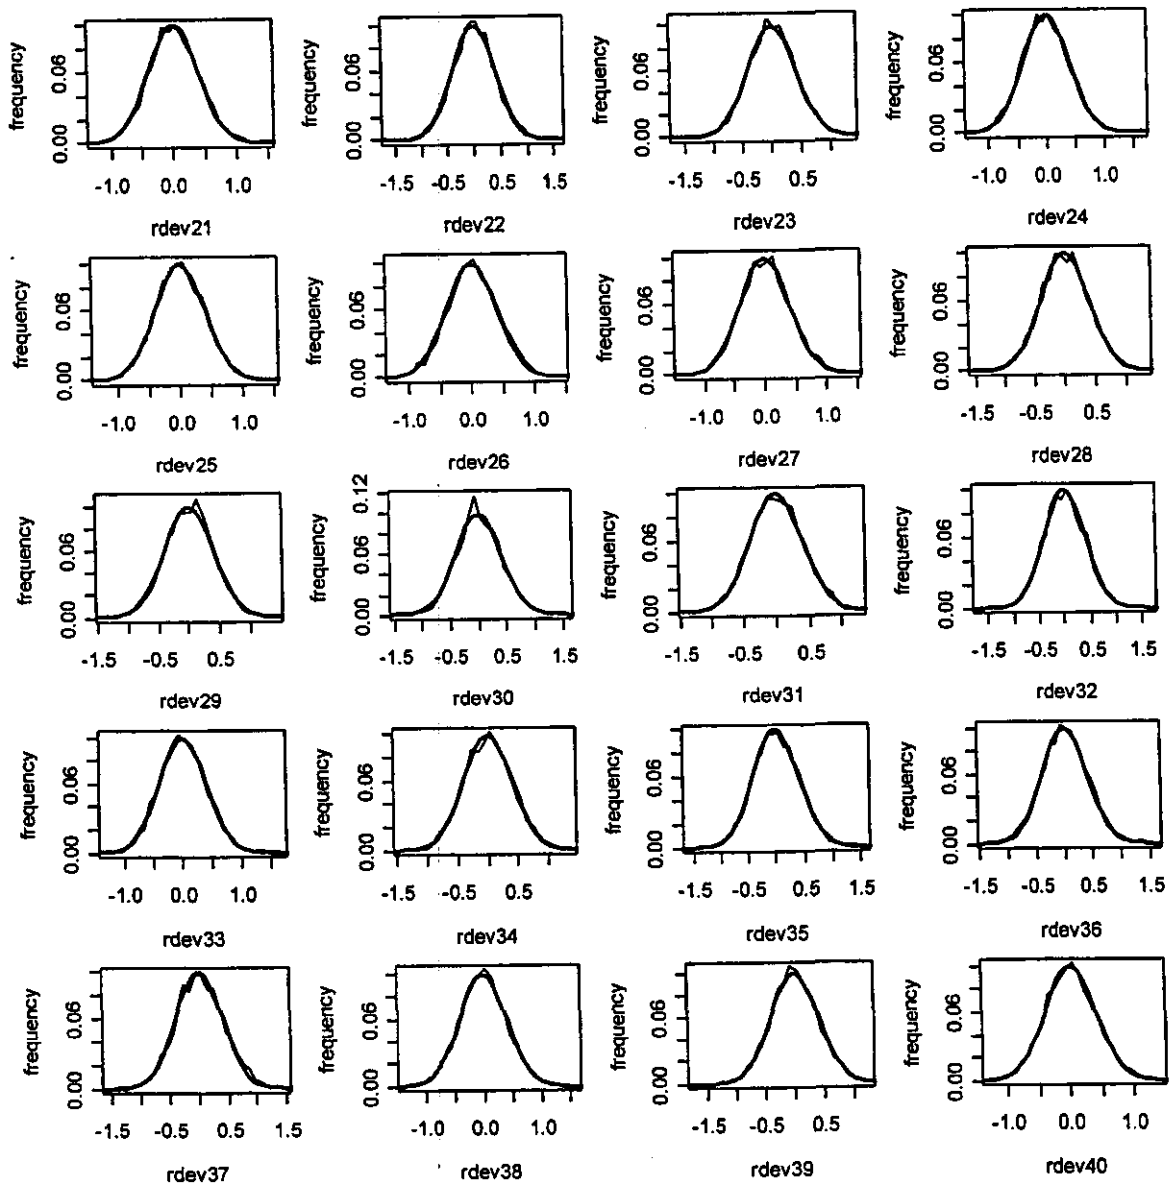 frequency 0.00 0.06 -1.0 0.0 1.0 rdev21
frequency 0.00 0.06 -1.5 -0.5 0.5 1.5 rdev22
frequency 0.00 0.06 -1.5 -0.5 0.5 rdev23
frequency 0.00 0.06 -1.0 0.0 1.0 rdev24
frequency 0.00 0.06 -1.0 0.0 1.0 rdev25
frequency 0.00 0.06 -1.0 0.0 1.0 rdev26
frequency 0.00 0.06 -1.0 0.0 1.0 rdev27
frequency 0.00 0.06 -1.5 -0.5 0.5 rdev28
frequency 0.00 0.06 -1.5 -0.5 0.5 rdev29
frequency 0.00 0.06 0.12 -1.5 -0.5 0.5 1.5 rdev30
frequency 0.00 0.06 -1.5 -0.5 0.5 rdev31
frequency 0.00 0.06 -1.5 -0.5 0.5 1.5 rdev32
frequency 0.00 0.06 -1.0 0.0 1.0 rdev33
frequency 0.00 0.06 -1.5 -0.5 0.5 rdev34
frequency 0.00 0.06 -1.5 -0.5 0.5 1.5 rdev35
frequency 0.00 0.06 -1.5 -0.5 0.5 1.5 rdev36
frequency 0.00 0.06 -1.5 -0.5 0.5 1.5 rdev37
frequency 0.00 0.06 -1.0 0.0 1.0 rdev38
frequency 0.00 0.06 -1.5 -0.5 0.5 rdev39
frequency 0.00 0.06 -1.0 0.0 1.0 rdev40